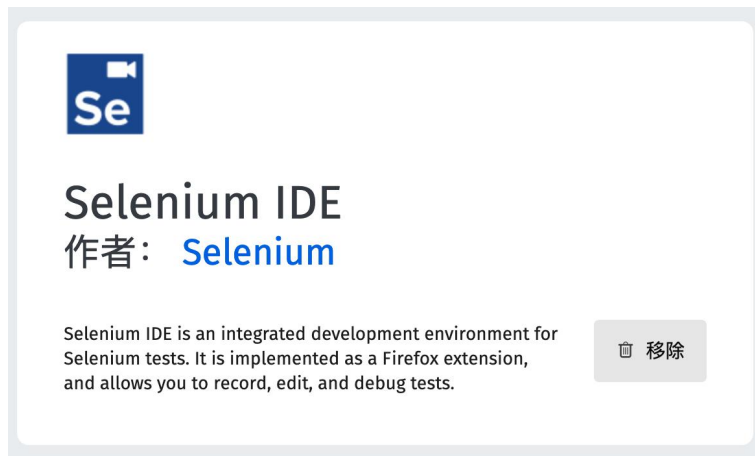 Se
Selenium IDE
作者： Selenium
Selenium IDE is an integrated development environment for
Selenium tests. It is implemented as a Firefox extension,
and allows you to record, edit, and debug tests.
移除